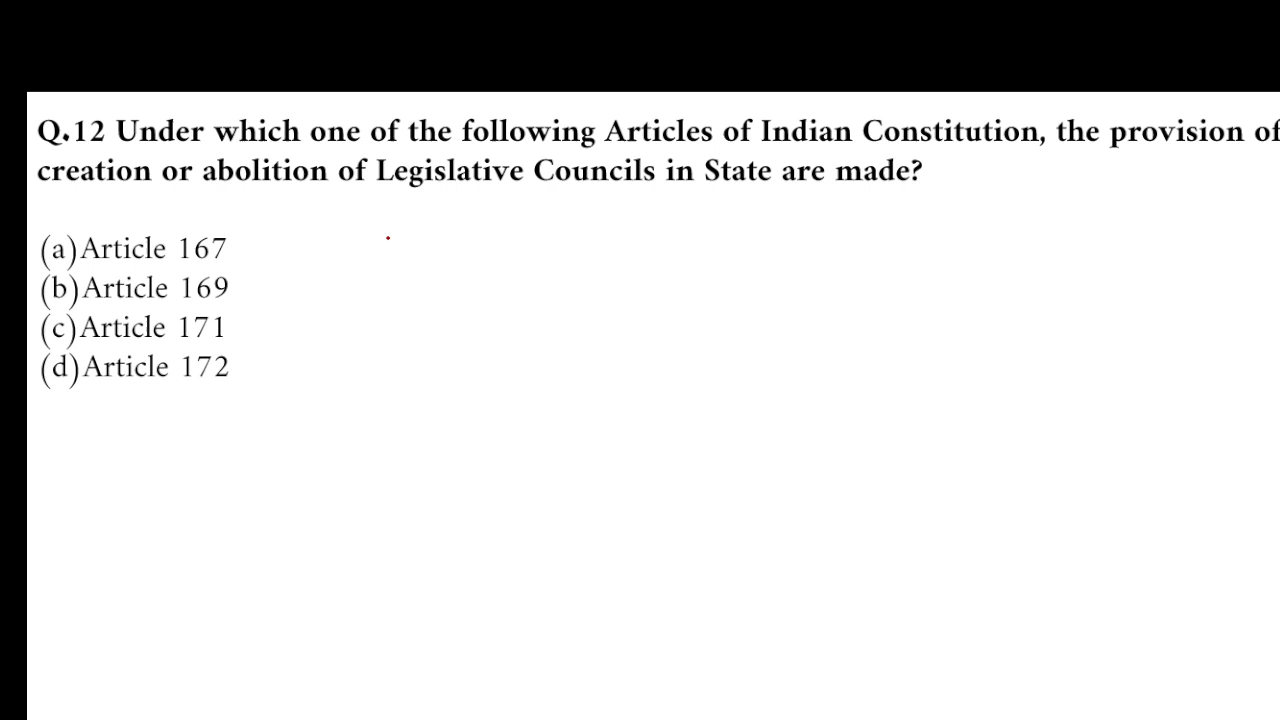 Q.12 Under which one of the following Articles of Indian Constitution, the provision of
creation or abolition of Legislative Councils in State are made?
(a)Article 167
(b)Article 169
(c)Article 171
(d)Article 172